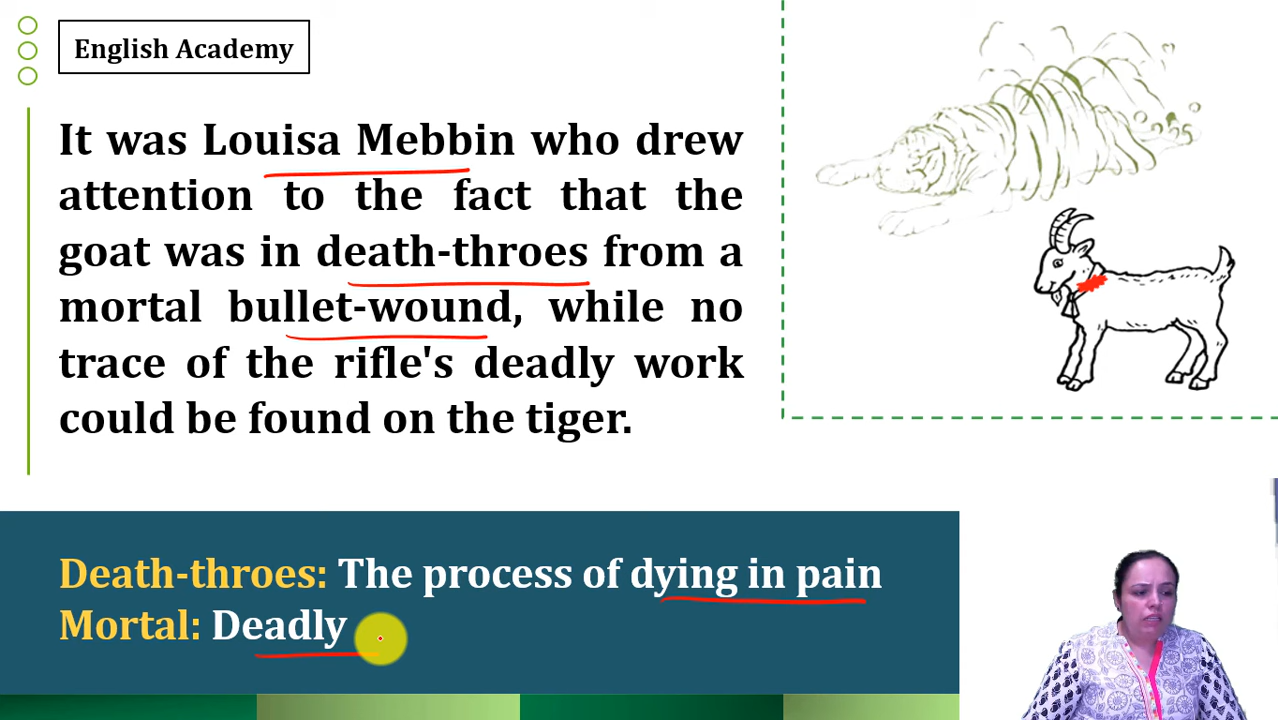 English Academy
It was Louisa Mebbin who drew
attention to the fact that the
goat was in death-throes from a
mortal bullet-wound, while no
trace of the rifle's deadly work
could be found on the tiger.
Death-throes: The process of dying in pain
Mortal: Deadly